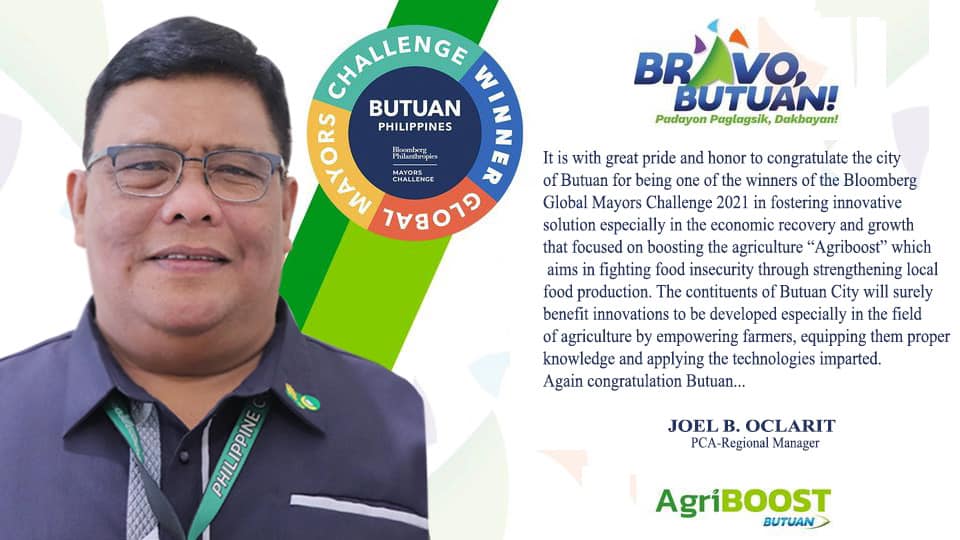 GLOBAL MAYORS CHALLENGE WINNER
BUTUAN
PHILIPPINES
Bloomberg
Philanthropies
MAYORS
CHALLENGE
BRAVO,
BUTUAN!
Padayon Paglagsik, Dakbayan!
It is with great pride and honor to congratulate the city
of Butuan for being one of the winners of the Bloomberg
Global Mayors Challenge 2021 in fostering innovative
solution especially in the economic recovery and growth
that focused on boosting the agriculture “Agriboost” which
aims in fighting food insecurity through strengthening local
food production. The contituents of Butuan City will surely
benefit innovations to be developed especially in the field
of agriculture by empowering farmers, equipping them proper
knowledge and applying the technologies imparted.
Again congratulation Butuan...
JOEL B. OCLARIT
PCA-Regional Manager
AgriBOOST
BUTUAN
PHILIPPINE C